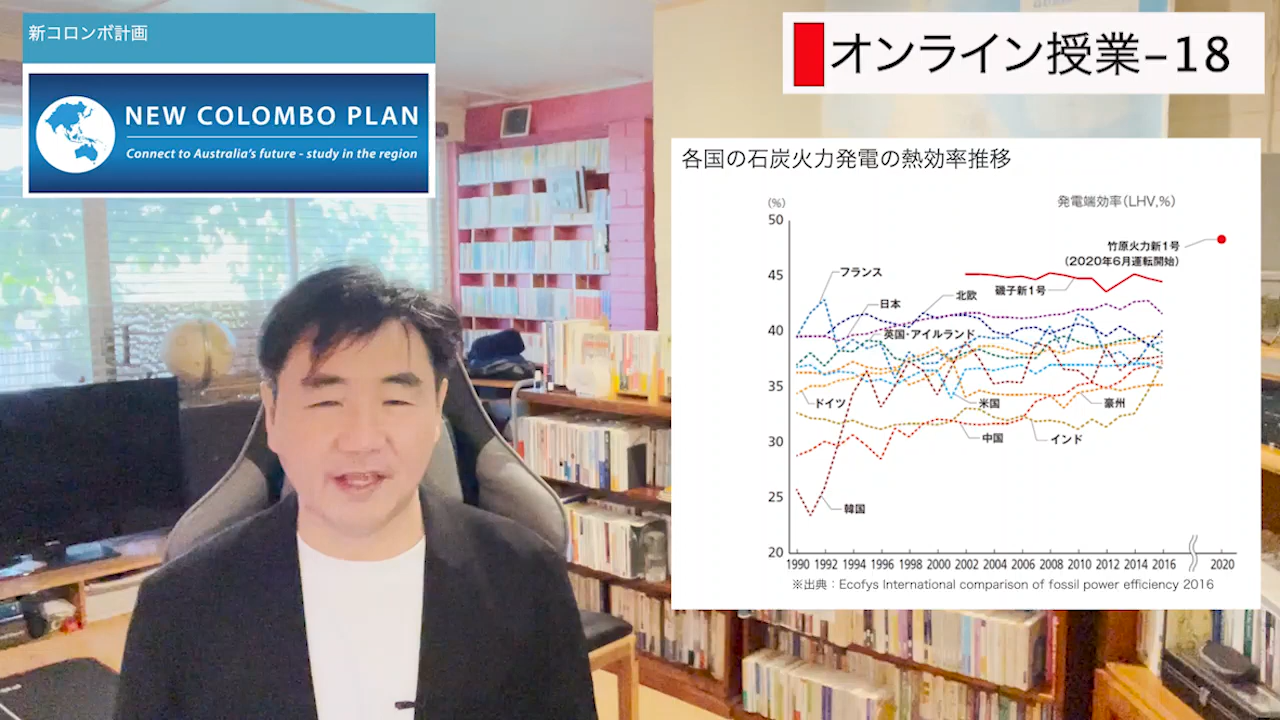 新コロンボ計画
NEW COLOMBO PLAN
Connect to Australia's future - study in the region
オンライン授業-18
各国の石炭火力発電の熱効率推移
(%)
発電端効率(LHV,%)
50
竹原火力新1号
(2020年6月運転開始)
45
フランス
北欧
磯子新1号
日本
40
英国・アイルランド
35
ドイツ
米国
豪州
30
中国
インド
25
韓国
20
1990 1992 1994 1996 1998 2000 2002 2004 2006 2008 2010 2012 2014 2016 2020
※出典：Ecofys International comparison of fossil power efficiency 2016